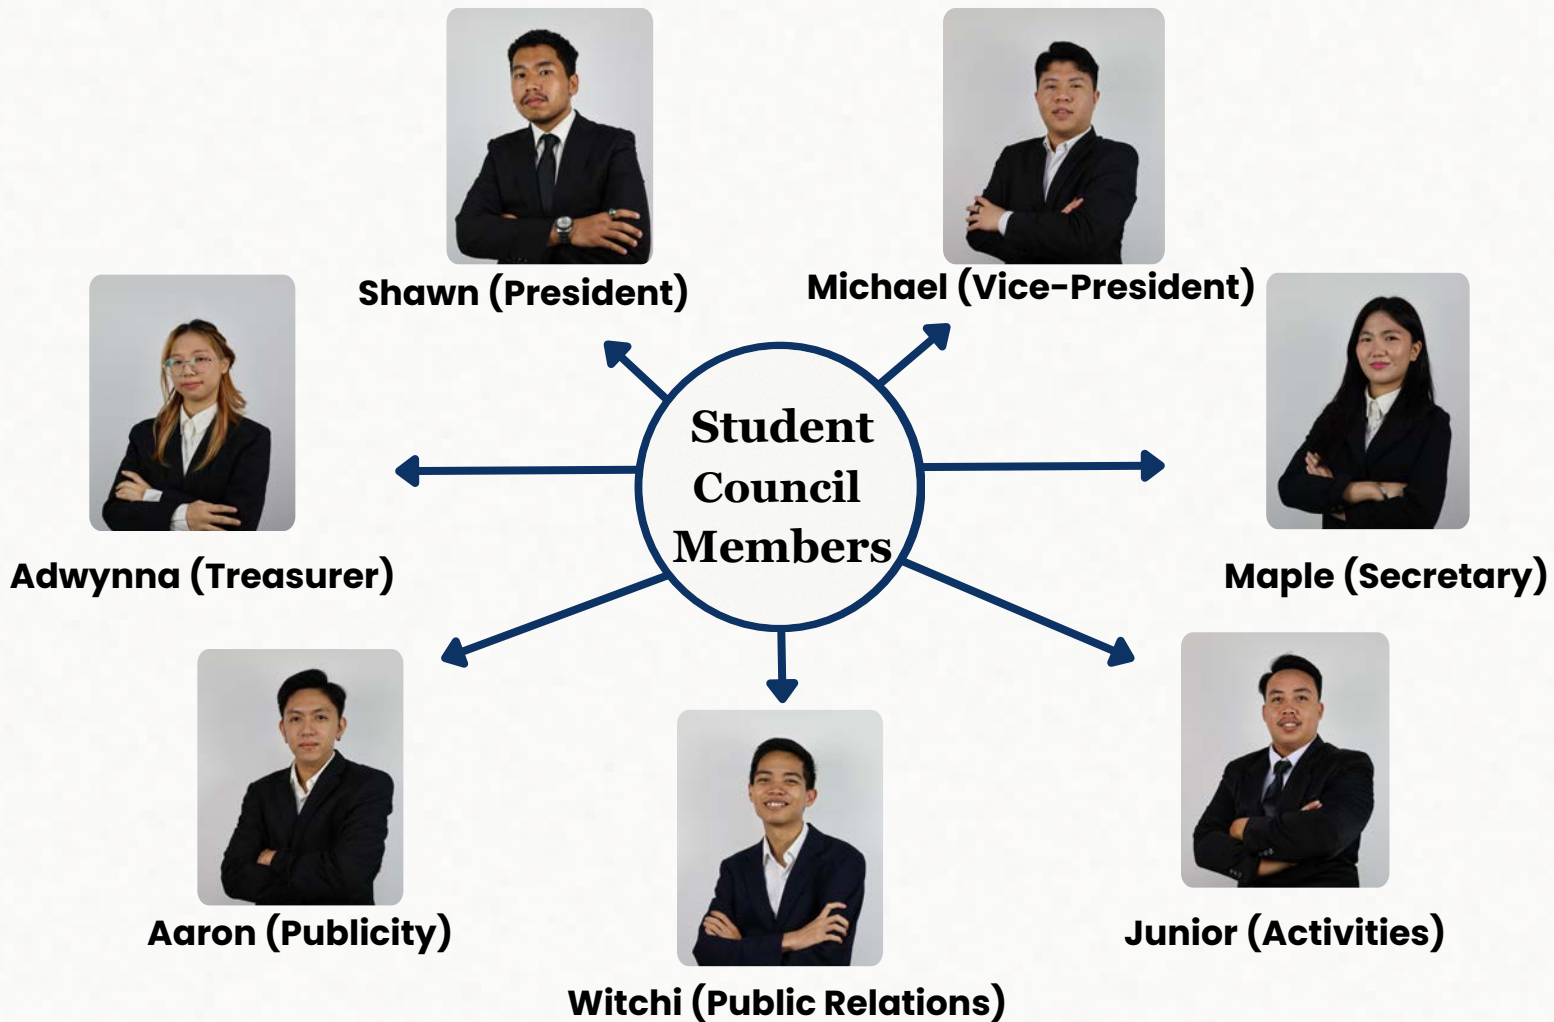 Shawn (President)
Michael (Vice-President)
Student
Council
Members
Adwynna (Treasurer)
Maple (Secretary)
Aaron (Publicity)
Junior (Activities)
Witchi (Public Relations)